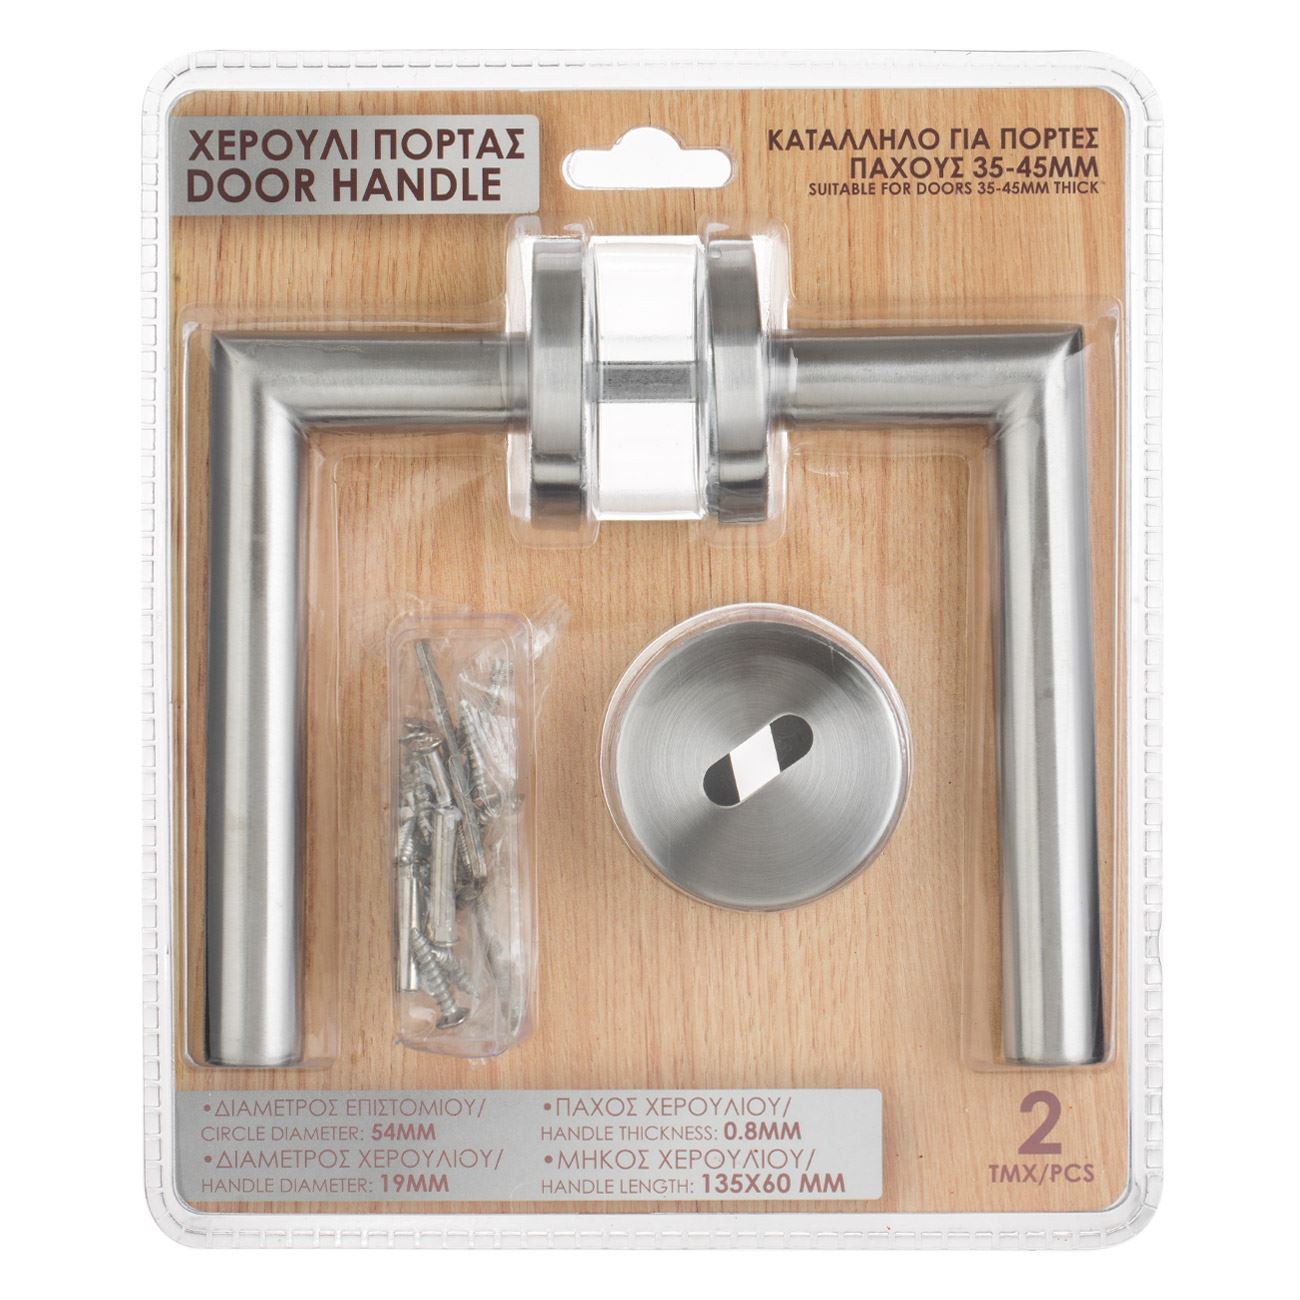 ΧΕΡΟΥΛΙ ΠΟΡΤΑΣ
DOOR HANDLE
ΚΑΤΑΛΛΗΛΟ ΓΙΑ ΠΟΡΤΕΣ
ΠΑΧΟΥΣ 35-45MM
SUITABLE FOR DOORS 35-45MM THICK
•ΔΙΑΜΕΤΡΟΣ ΕΠΙΣΤΟΜΙΟΥ/
CIRCLE DIAMETER: 54MM
•ΔΙΑΜΕΤΡΟΣ ΧΕΡΟΥΛΙΟΥ/
HANDLE DIAMETER: 19MM
•ΠΑΧΟΣ ΧΕΡΟΥΛΙΟΥ/
HANDLE THICKNESS: 0.8MM
•ΜΗΚΟΣ ΧΕΡΟΥΛΙΟΥ/
HANDLE LENGTH: 135X60 MM
2
ΤΜΧ/PCS